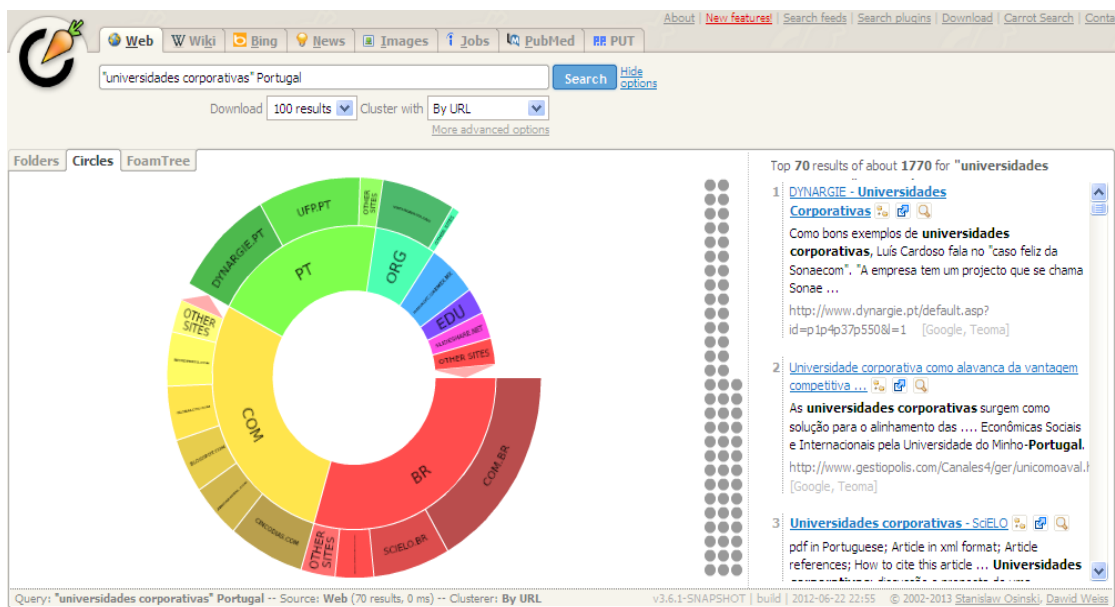 About | New features! | Search feeds | Search plugins | Download | Carrot Search | Conta
Web Wiki Bing News Images Jobs PubMed PUT
"universidades corporativas" Portugal Search Hide options
Download 100 results Cluster with By URL
More advanced options
Folders Circles FoamTree
Top 70 results of about 1770 for "universidades
1 DYNARGIE - Universidades
Corporativas
Como bons exemplos de universidades
corporativas, Luís Cardoso fala no "caso feliz da
Sonaecom". "A empresa tem um projecto que se chama
Sonae ...
http://www.dynargie.pt/default.asp?
id=p1p4p37p550&l=1 [Google, Teoma]
2 Universidade corporativa como alavanca da vantagem
competitiva ...
As universidades corporativas surgem como
solução para o alinhamento das .... Econômicas Sociais
e Internacionais pela Universidade do Minho-Portugal.
http://www.gestiopolis.com/Canales4/ger/unicomoaval.h
[Google, Teoma]
3 Universidades corporativas - SciELO
pdf in Portuguese; Article in xml format; Article
references; How to cite this article ... Universidades
DYNARGIE.PT
UFP.PT
OTHER SITES
PT
ORG
EDU
SLIDESHARE.NET
OTHER SITES
OTHER SITES
COM
CINCODIAS.COM
OTHER SITES
SCIELO.BR
COM.BR
BR
Query: "universidades corporativas" Portugal -- Source: Web (70 results, 0 ms) -- Clusterer: By URL
v3.6.1-SNAPSHOT | build | 2012-06-22 22:55 © 2002-2013 Stanislaw Osinski, Dawid Weiss